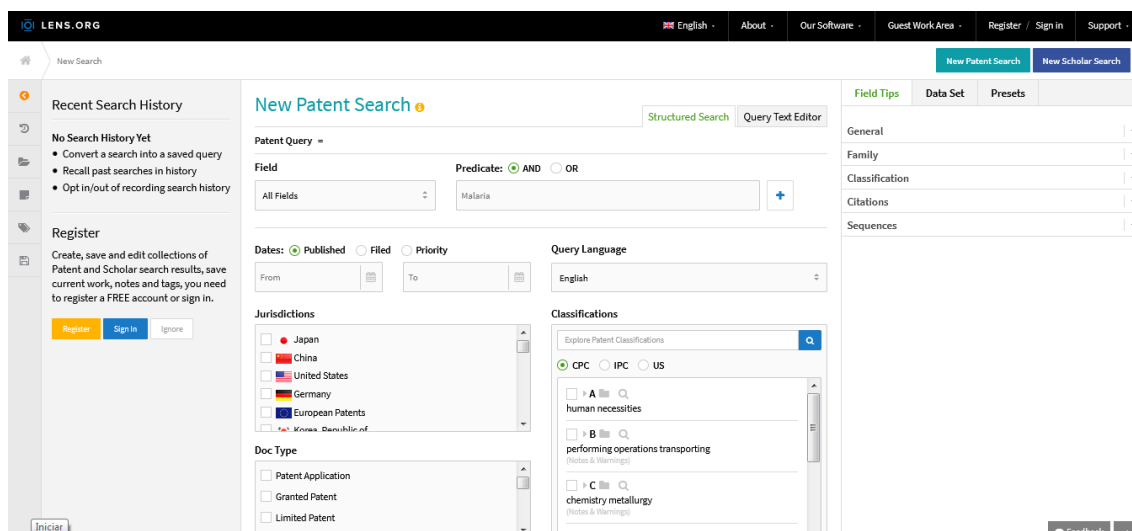 LENS.ORG
English
About
Our Software
Guest Work Area
Register / Sign in
Support
New Search
New Patent Search
New Scholar Search
Recent Search History
No Search History Yet
• Convert a search into a saved query
• Recall past searches in history
• Opt in/out of recording search history
Register
Create, save and edit collections of
Patent and Scholar search results, save
current work, notes and tags, you need
to register a FREE account or sign in.
Register
Sign In
Ignore
New Patent Search
Structured Search
Query Text Editor
Patent Query =
Field
Predicate: AND OR
All Fields
Malaria
+
Dates: Published Filed Priority
From
To
Query Language
English
Jurisdictions
Japan
China
United States
Germany
European Patents
Korea, Republic of
Doc Type
Patent Application
Granted Patent
Limited Patent
Classifications
Explore Patent Classifications
CPC IPC US
A
human necessities
B
performing operations transporting
(Notes & Warnings)
C
chemistry metallurgy
(Notes & Warnings)
Field Tips
Data Set
Presets
General
Family
Classification
Citations
Sequences
Iniciar
Feedback